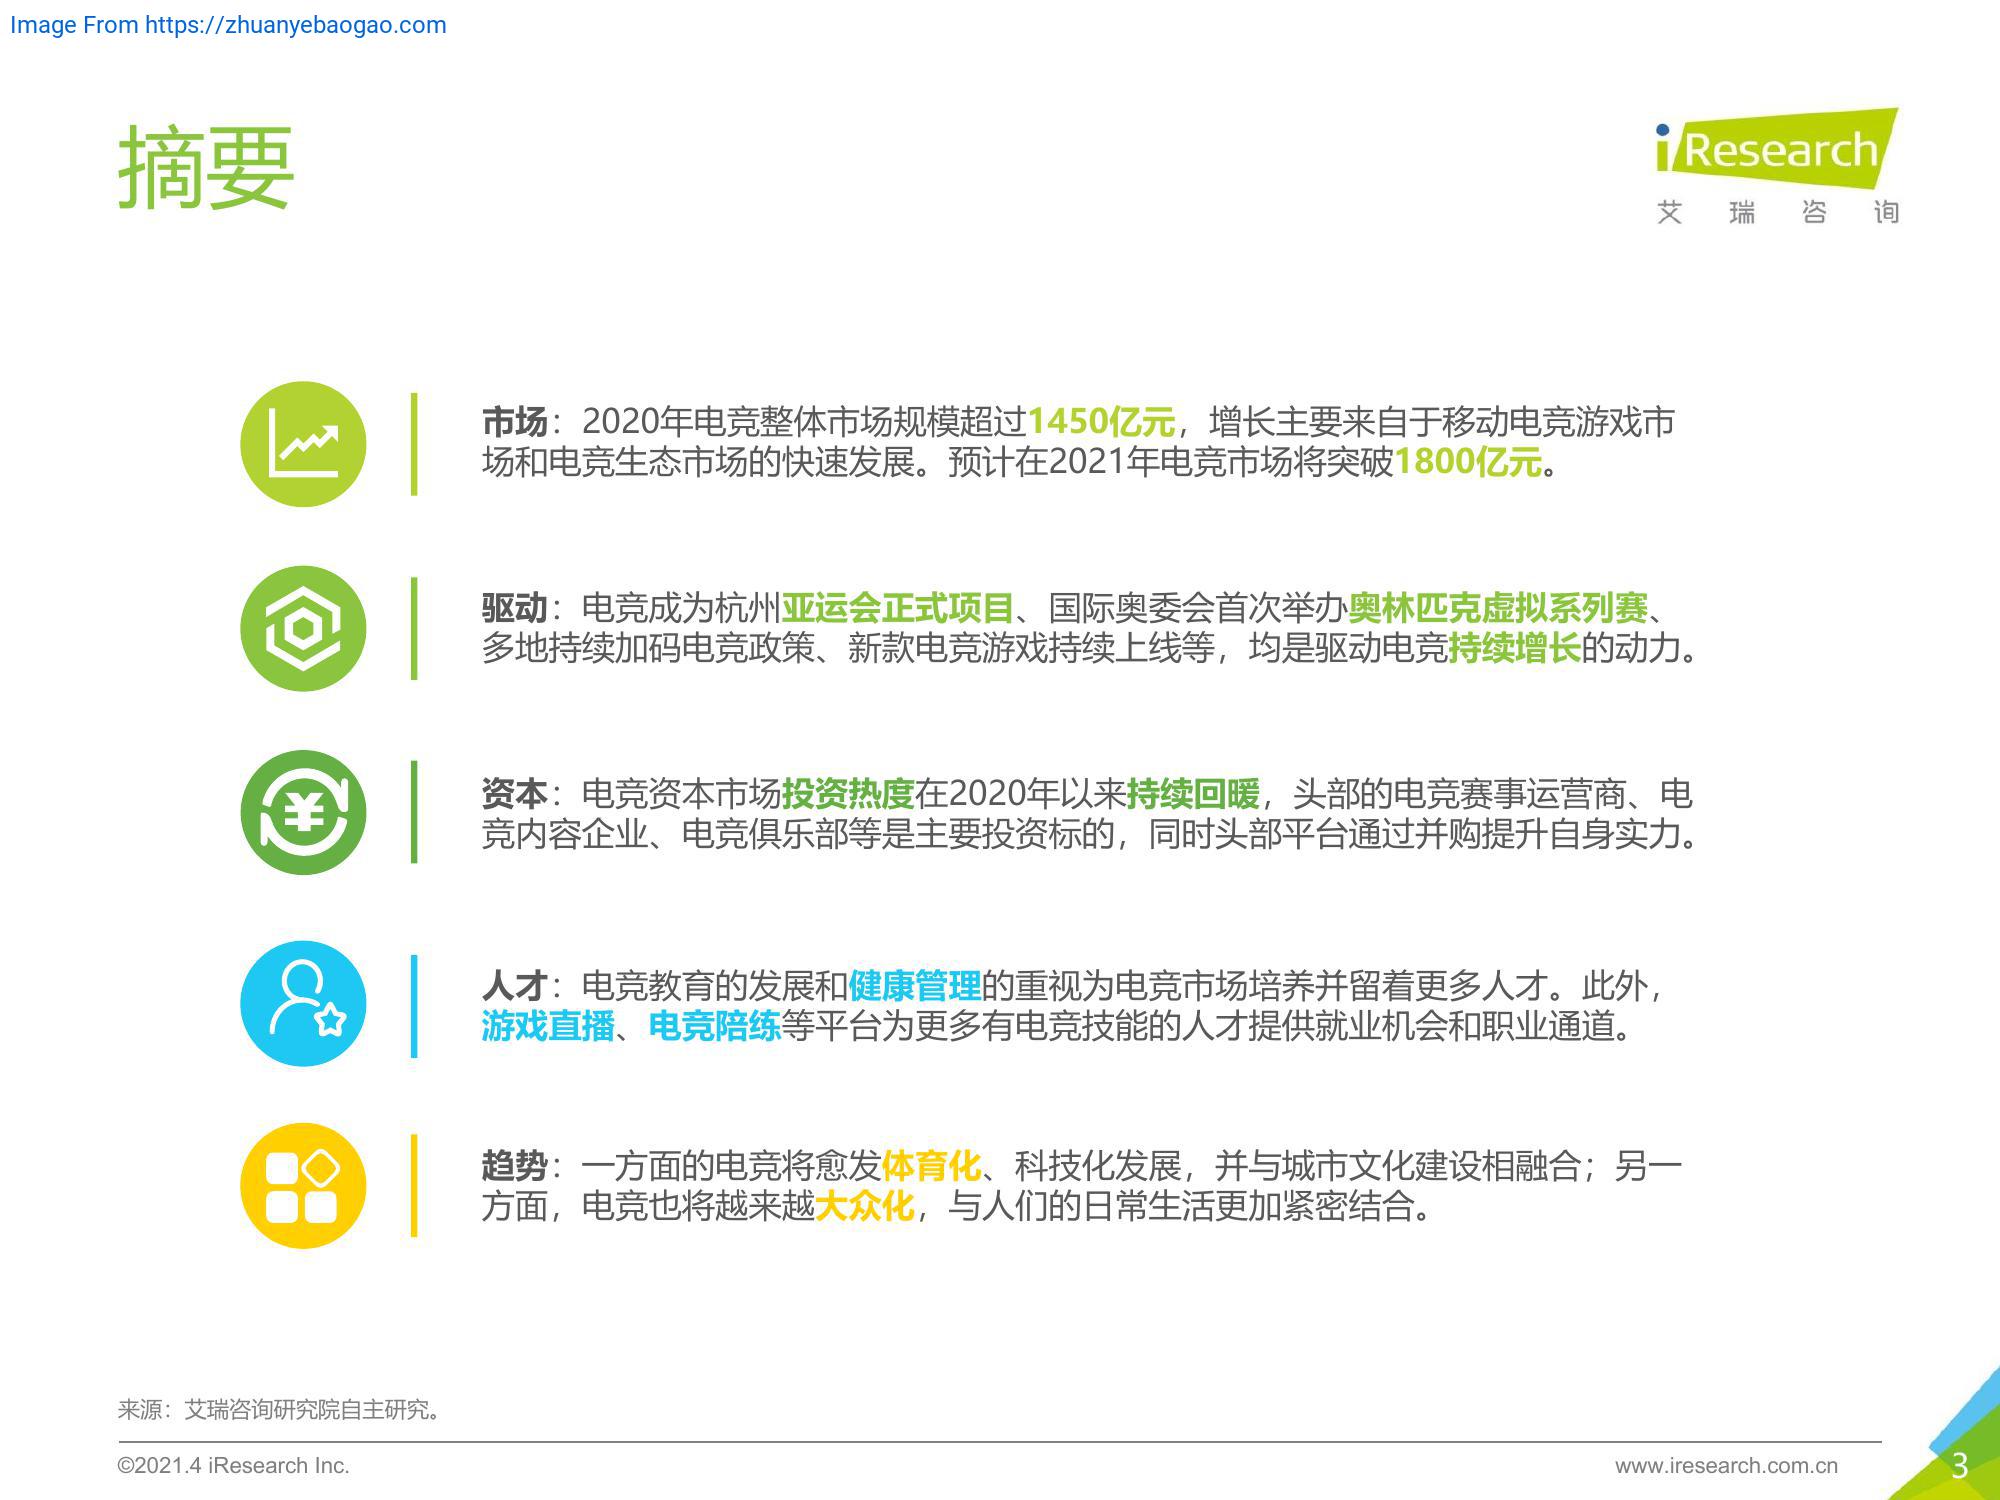 Image From https://zhuanyebaogao.com
摘要
iResearch
艾瑞咨询
市场：2020年电竞整体市场规模超过1450亿元，增长主要来自于移动电竞游戏市
场和电竞生态市场的快速发展。预计在2021年电竞市场将突破1800亿元。
驱动：电竞成为杭州亚运会正式项目、国际奥委会首次举办奥林匹克虚拟系列赛、
多地持续加码电竞政策、新款电竞游戏持续上线等，均是驱动电竞持续增长的动力。
资本：电竞资本市场投资热度在2020年以来持续回暖，头部的电竞赛事运营商、电
竞内容企业、电竞俱乐部等是主要投资标的，同时头部平台通过并购提升自身实力。
人才：电竞教育的发展和健康管理的重视为电竞市场培养并留着更多人才。此外，
游戏直播、电竞陪练等平台为更多有电竞技能的人才提供就业机会和职业通道。
趋势：一方面的电竞将愈发体育化、科技化发展，并与城市文化建设相融合；另一
方面，电竞也将越来越大众化，与人们的日常生活更加紧密结合。
来源：艾瑞咨询研究院自主研究。
©2021.4 iResearch Inc.
www.iresearch.com.cn
3